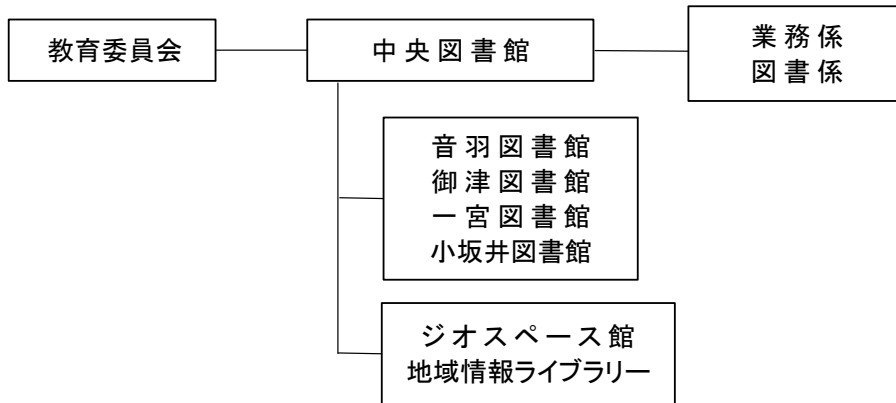 教育委員会
中央図書館
業務係
図書係
音羽図書館
御津図書館
一宮図書館
小坂井図書館
ジオスペース館
地域情報ライブラリー